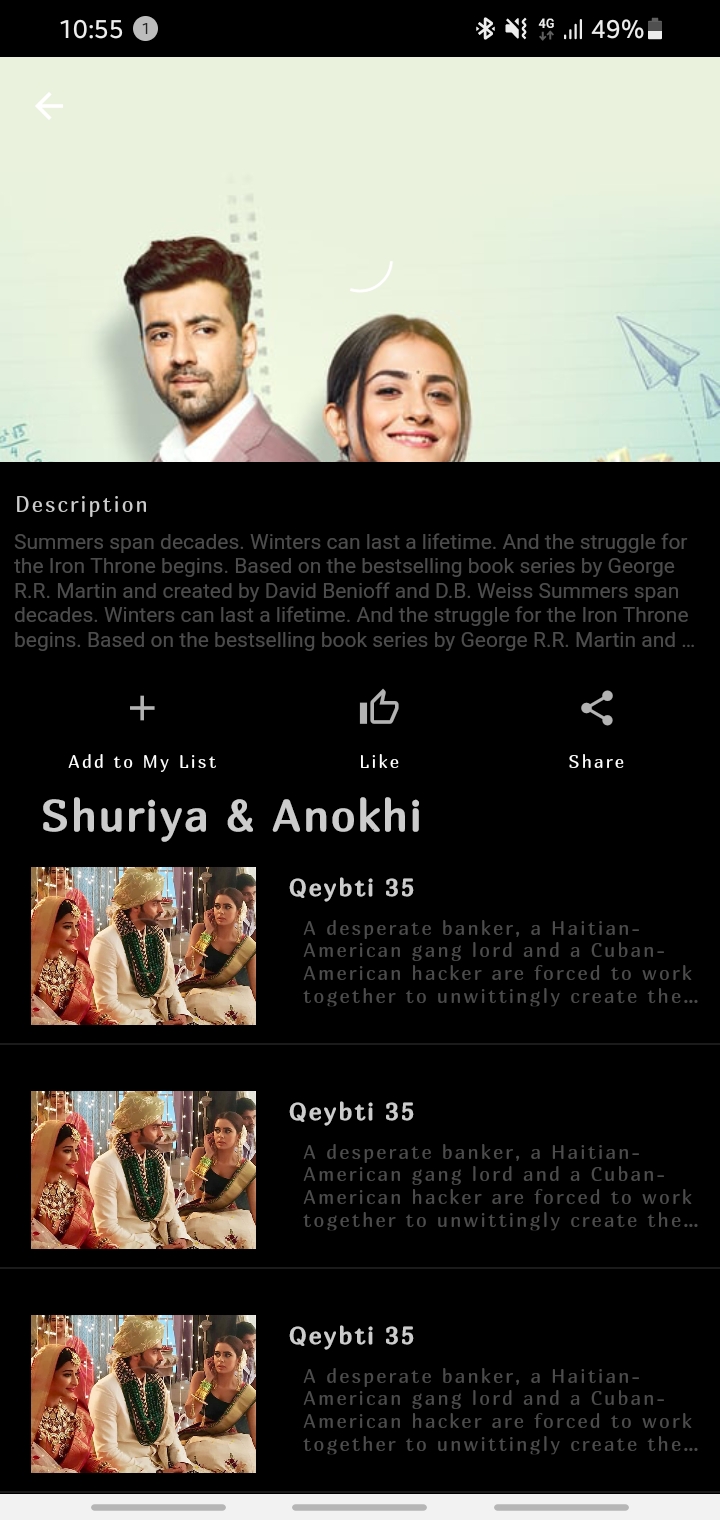 10:55 1 4G 49%
Description
Summers span decades. Winters can last a lifetime. And the struggle for
the Iron Throne begins. Based on the bestselling book series by George
R.R. Martin and created by David Benioff and D.B. Weiss Summers span
decades. Winters can last a lifetime. And the struggle for the Iron Throne
begins. Based on the bestselling book series by George R.R. Martin and ...
Add to My List Like Share
Shuriya & Anokhi
Qeybti 35
A desperate banker, a Haitian-
American gang lord and a Cuban-
American hacker are forced to work
together to unwittingly create the...
Qeybti 35
A desperate banker, a Haitian-
American gang lord and a Cuban-
American hacker are forced to work
together to unwittingly create the...
Qeybti 35
A desperate banker, a Haitian-
American gang lord and a Cuban-
American hacker are forced to work
together to unwittingly create the...